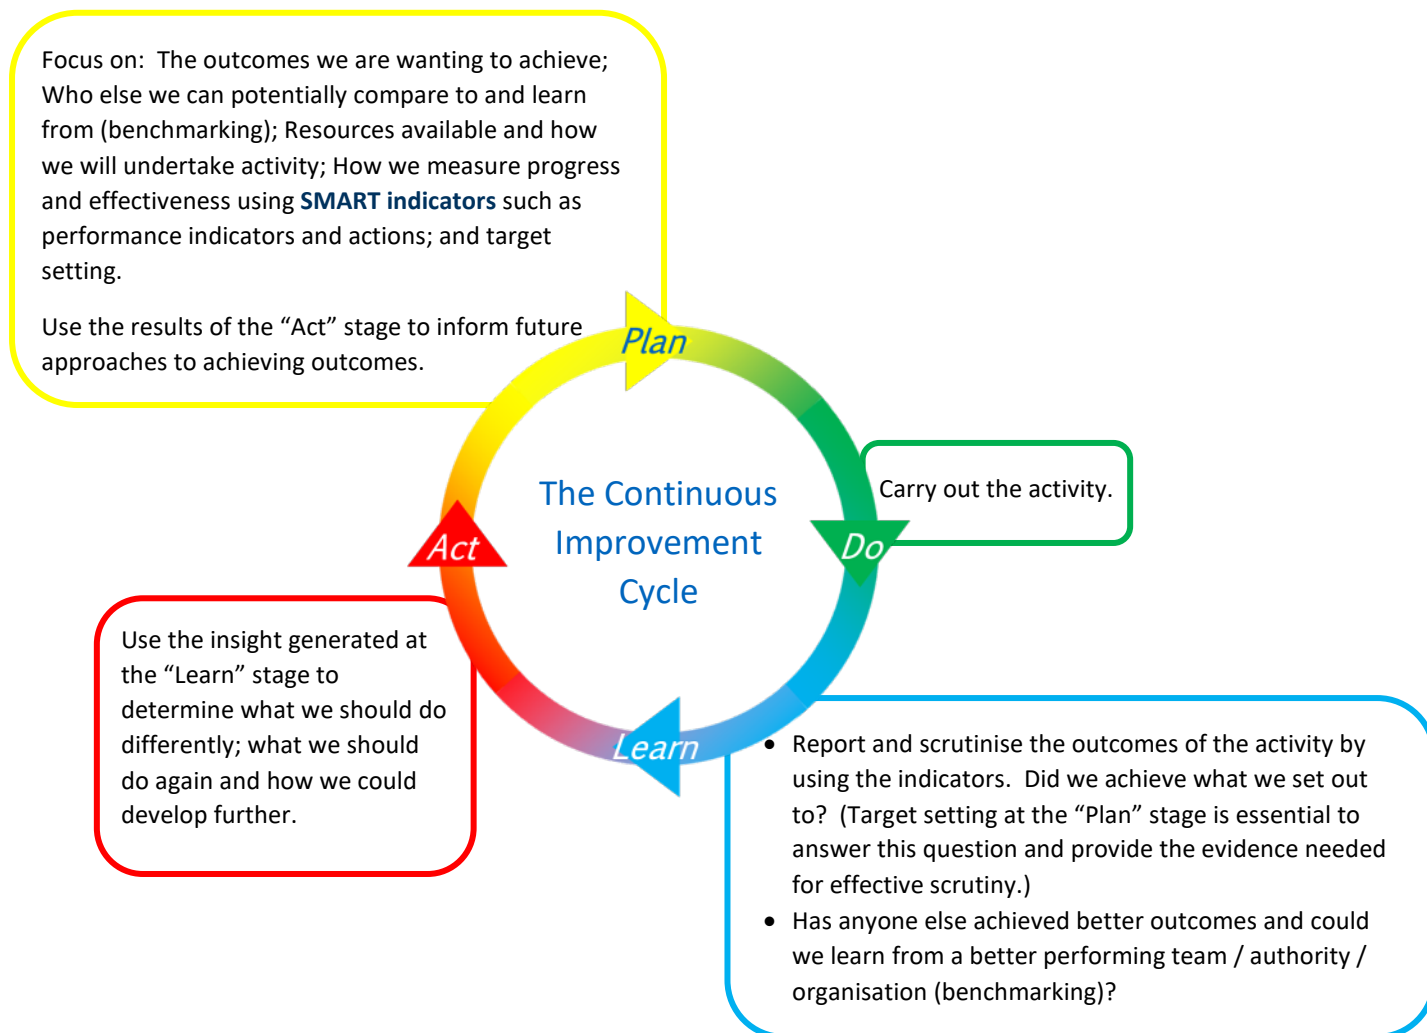 Focus on:  The outcomes we are wanting to achieve;
Who else we can potentially compare to and learn
from (benchmarking); Resources available and how
we will undertake activity; How we measure progress
and effectiveness using SMART indicators such as
performance indicators and actions; and target
setting.
Use the results of the “Act” stage to inform future
approaches to achieving outcomes.
Plan
The Continuous
Improvement
Cycle
Carry out the activity.
Do
Act
Use the insight generated at
the “Learn” stage to
determine what we should do
differently; what we should
do again and how we could
develop further.
Learn
• Report and scrutinise the outcomes of the activity by
using the indicators.  Did we achieve what we set out
to?  (Target setting at the “Plan” stage is essential to
answer this question and provide the evidence needed
for effective scrutiny.)
• Has anyone else achieved better outcomes and could
we learn from a better performing team / authority /
organisation (benchmarking)?